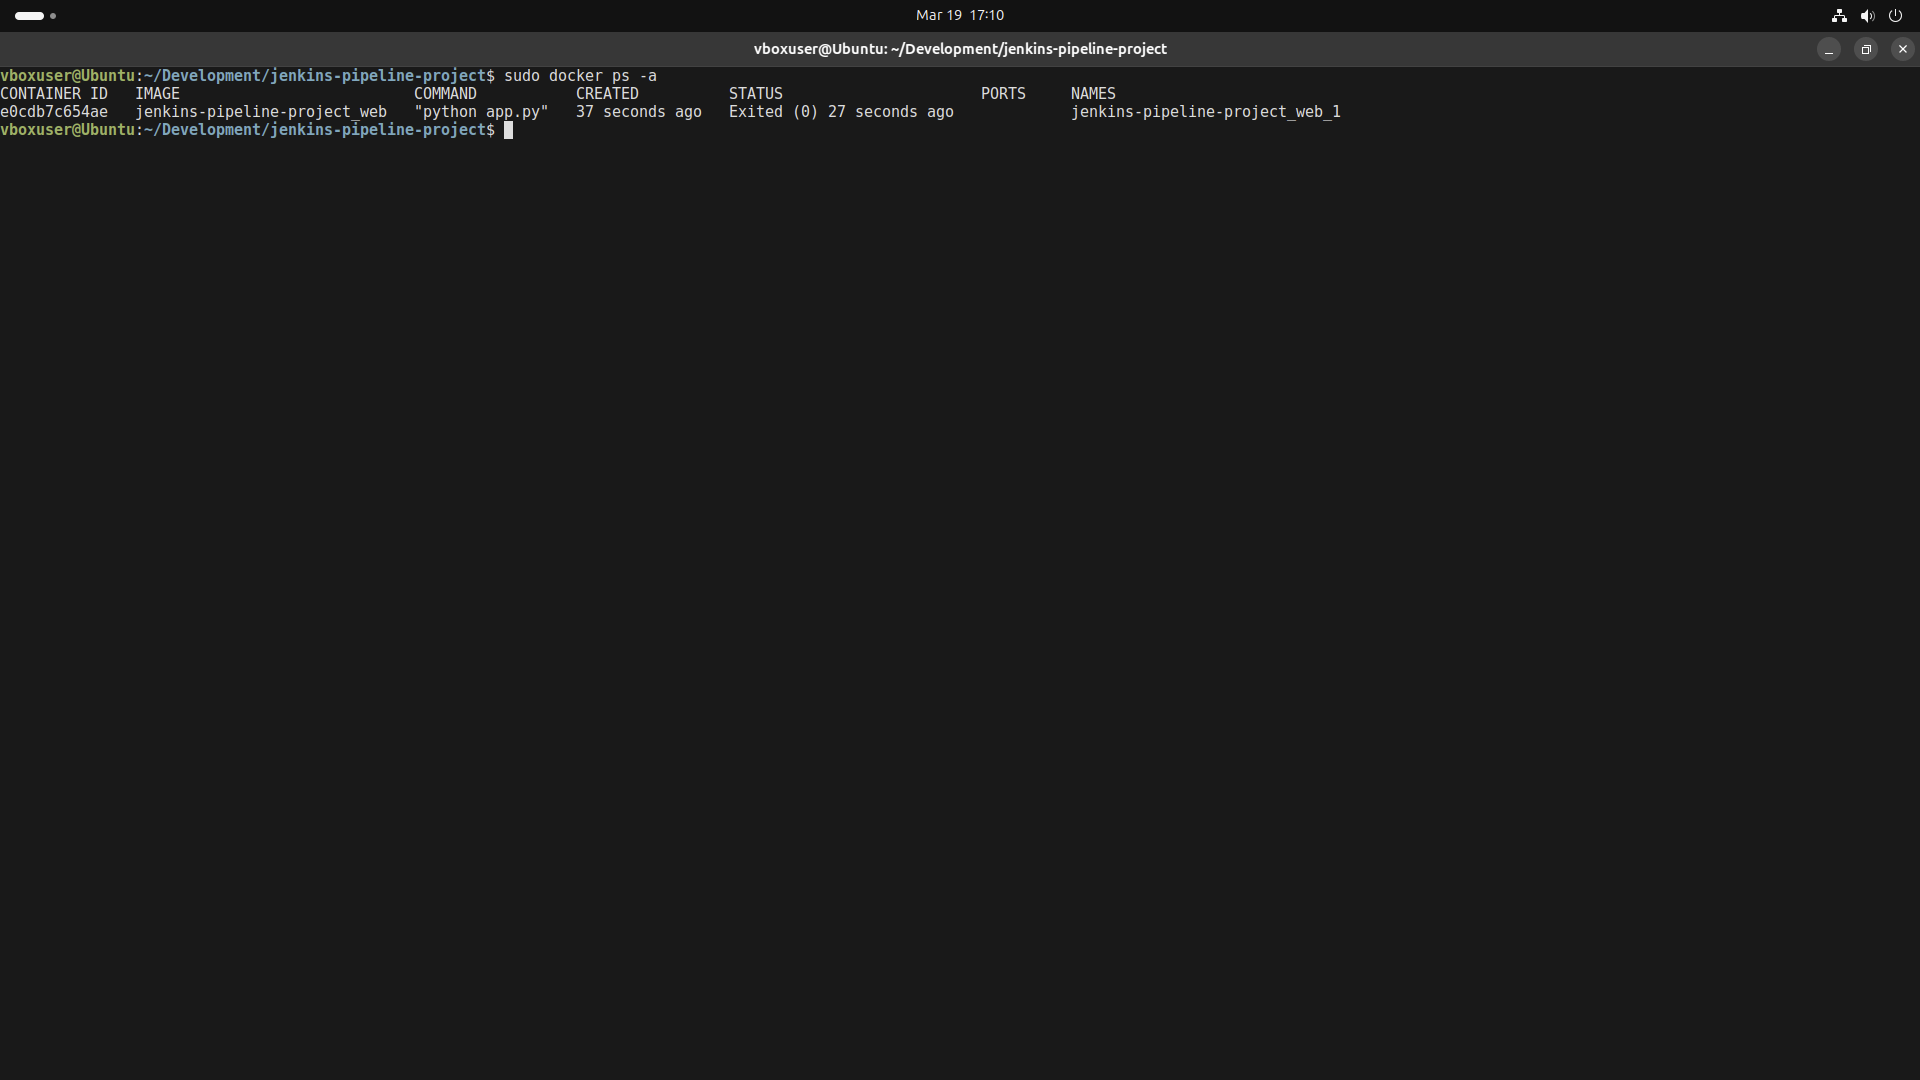 Mar 19 17:10
vboxuser@Ubuntu: ~/Development/jenkins-pipeline-project
vboxuser@Ubuntu:~/Development/jenkins-pipeline-project$ sudo docker ps -a
CONTAINER ID   IMAGE                          COMMAND           CREATED          STATUS                      PORTS     NAMES
e0cdb7c654ae   jenkins-pipeline-project_web   "python app.py"   37 seconds ago   Exited (0) 27 seconds ago             jenkins-pipeline-project_web_1
vboxuser@Ubuntu:~/Development/jenkins-pipeline-project$